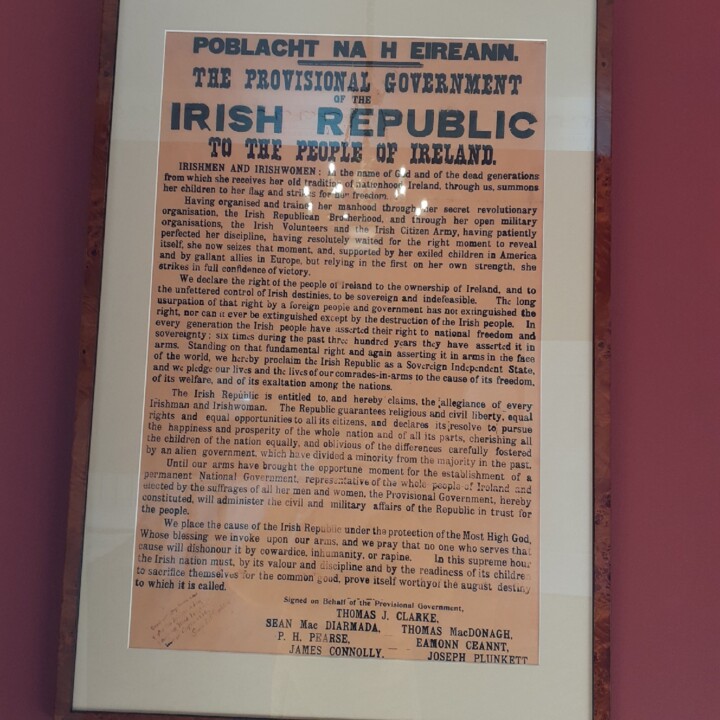 POBLACHT NA H EIREANN.
THE PROVISIONAL GOVERNMENT
OF THE
IRISH REPUBLIC
TO THE PEOPLE OF IRELAND.
IRISHMEN AND IRISHWOMEN: In the name of God and of the dead generations
from which she receives her old tradition of nationhood, Ireland, through us, summons
her children to her flag and strikes for her freedom.
Having organised and trained her manhood through her secret revolutionary
organisation, the Irish Republican Brotherhood, and through her open military
organisations, the Irish Volunteers and the Irish Citizen Army, having patiently
perfected her discipline, having resolutely waited for the right moment to reveal
itself, she now seizes that moment, and, supported by her exiled children in America
and by gallant allies in Europe, but relying in the first on her own strength, she
strikes in full confidence of victory.
We declare the right of the people of Ireland to the ownership of Ireland, and to
the unfettered control of Irish destinies, to be sovereign and indefeasible. The long
usurpation of that right by a foreign people and government has not extinguished the
right, nor can it ever be extinguished except by the destruction of the Irish people. In
every generation the Irish people have asserted their right to national freedom and
sovereignty; six times during the past three hundred years they have asserted it in
arms. Standing on that fundamental right and again asserting it in arms in the face
of the world, we hereby proclaim the Irish Republic as a Sovereign Independent State,
and we pledge our lives and the lives of our comrades-in-arms to the cause of its freedom,
of its welfare, and of its exaltation among the nations.
The Irish Republic is entitled to, and hereby claims, the allegiance of every
Irishman and Irishwoman. The Republic guarantees religious and civil liberty, equal
rights and equal opportunities to all its citizens, and declares its resolve to pursue
the happiness and prosperity of the whole nation and of all its parts, cherishing all
the children of the nation equally, and oblivious of the differences carefully fostered
by an alien government, which have divided a minority from the majority in the past.
Until our arms have brought the opportune moment for the establishment of a
permanent National Government, representative of the whole people of Ireland and
elected by the suffrages of all her men and women, the Provisional Government, hereby
constituted, will administer the civil and military affairs of the Republic in trust for
the people.
We place the cause of the Irish Republic under the protection of the Most High God,
Whose blessing we invoke upon our arms, and we pray that no one who serves that
cause will dishonour it by cowardice, inhumanity, or rapine. In this supreme hour
the Irish nation must, by its valour and discipline and by the readiness of its children
to sacrifice themselves for the common good, prove itself worthy of the august destiny
to which it is called.
Signed on Behalf of the Provisional Government,
THOMAS J. CLARKE,
SEAN Mac DIARMADA, THOMAS MacDONAGH,
P. H. PEARSE, EAMONN CEANNT,
JAMES CONNOLLY, JOSEPH PLUNKETT